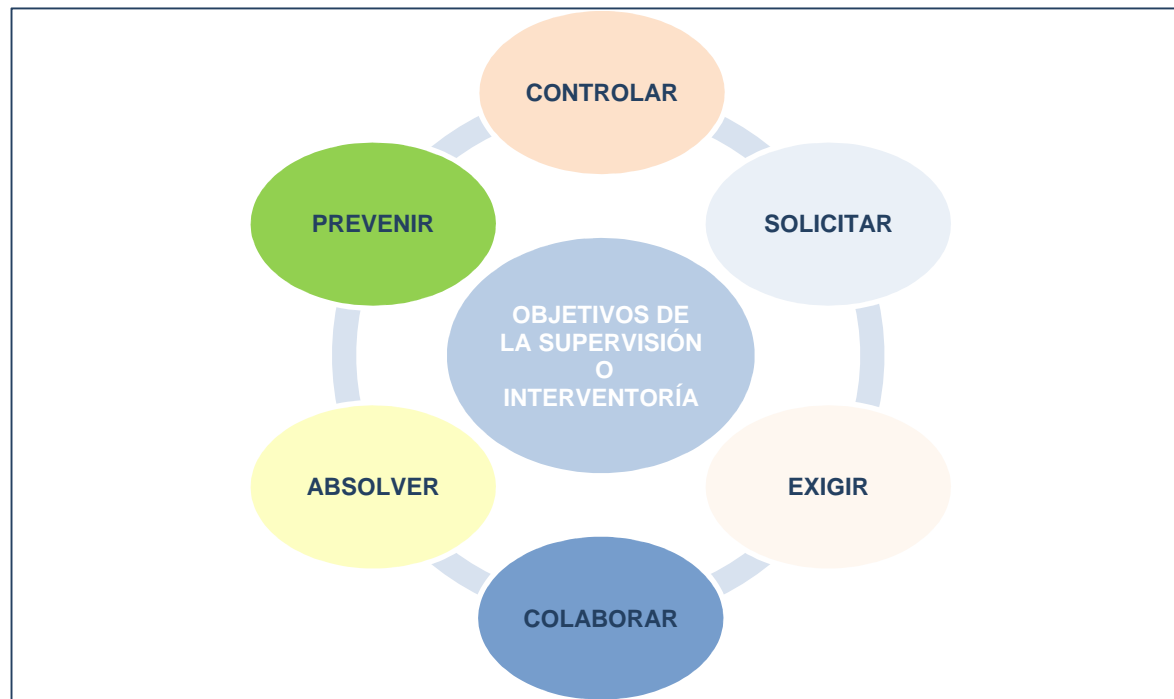 CONTROLAR
PREVENIR
SOLICITAR
OBJETIVOS DE
LA SUPERVISIÓN
O
INTERVENTORÍA
ABSOLVER
EXIGIR
COLABORAR